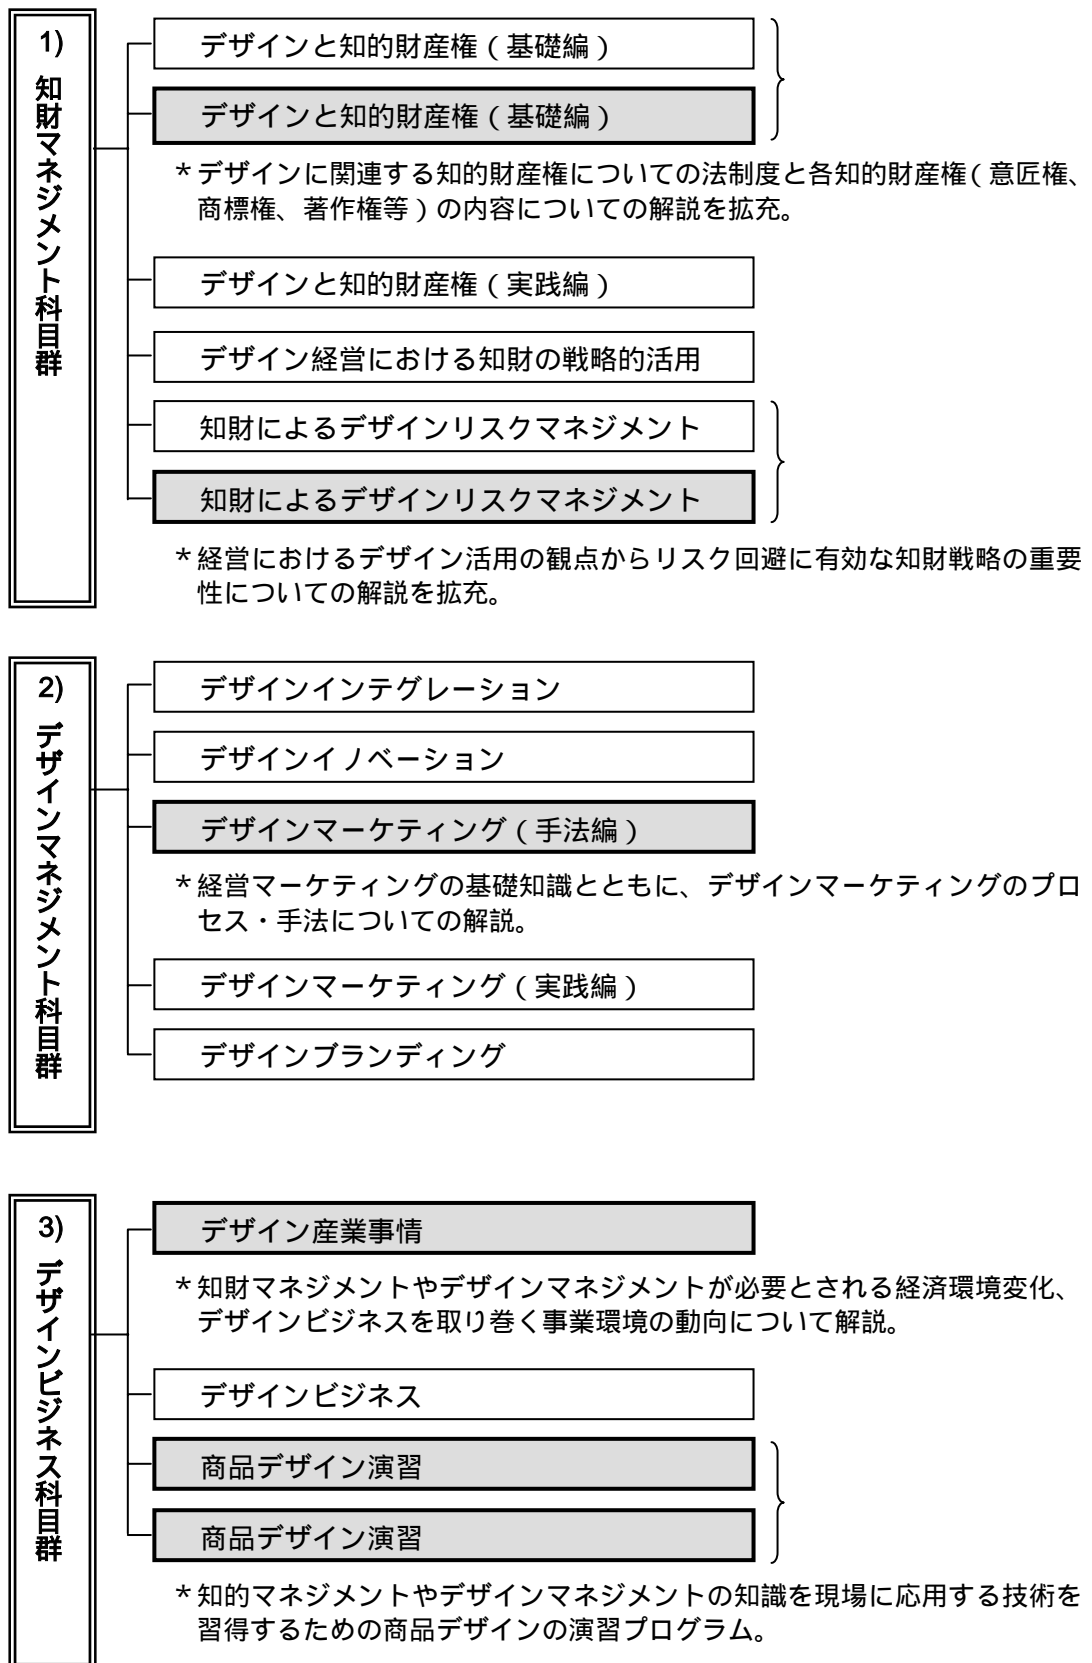 1)
知財マネジメント科目群
デザインと知的財産権（基礎編）
デザインと知的財産権（基礎編）
＊デザインに関連する知的財産権についての法制度と各知的財産権（意匠権、
商標権、著作権等）の内容についての解説を拡充。
デザインと知的財産権（実践編）
デザイン経営における知財の戦略的活用
知財によるデザインリスクマネジメント
知財によるデザインリスクマネジメント
＊経営におけるデザイン活用の観点からリスク回避に有効な知財戦略の重要
性についての解説を拡充。
2)
デザインマネジメント科目群
デザインインテグレーション
デザインイノベーション
デザインマーケティング（手法編）
＊経営マーケティングの基礎知識とともに、デザインマーケティングのプロ
セス・手法についての解説。
デザインマーケティング（実践編）
デザインブランディング
3)
デザインビジネス科目群
デザイン産業事情
＊知財マネジメントやデザインマネジメントが必要とされる経済環境変化、
デザインビジネスを取り巻く事業環境の動向について解説。
デザインビジネス
商品デザイン演習
商品デザイン演習
＊知的マネジメントやデザインマネジメントの知識を現場に応用する技術を
習得するための商品デザインの演習プログラム。